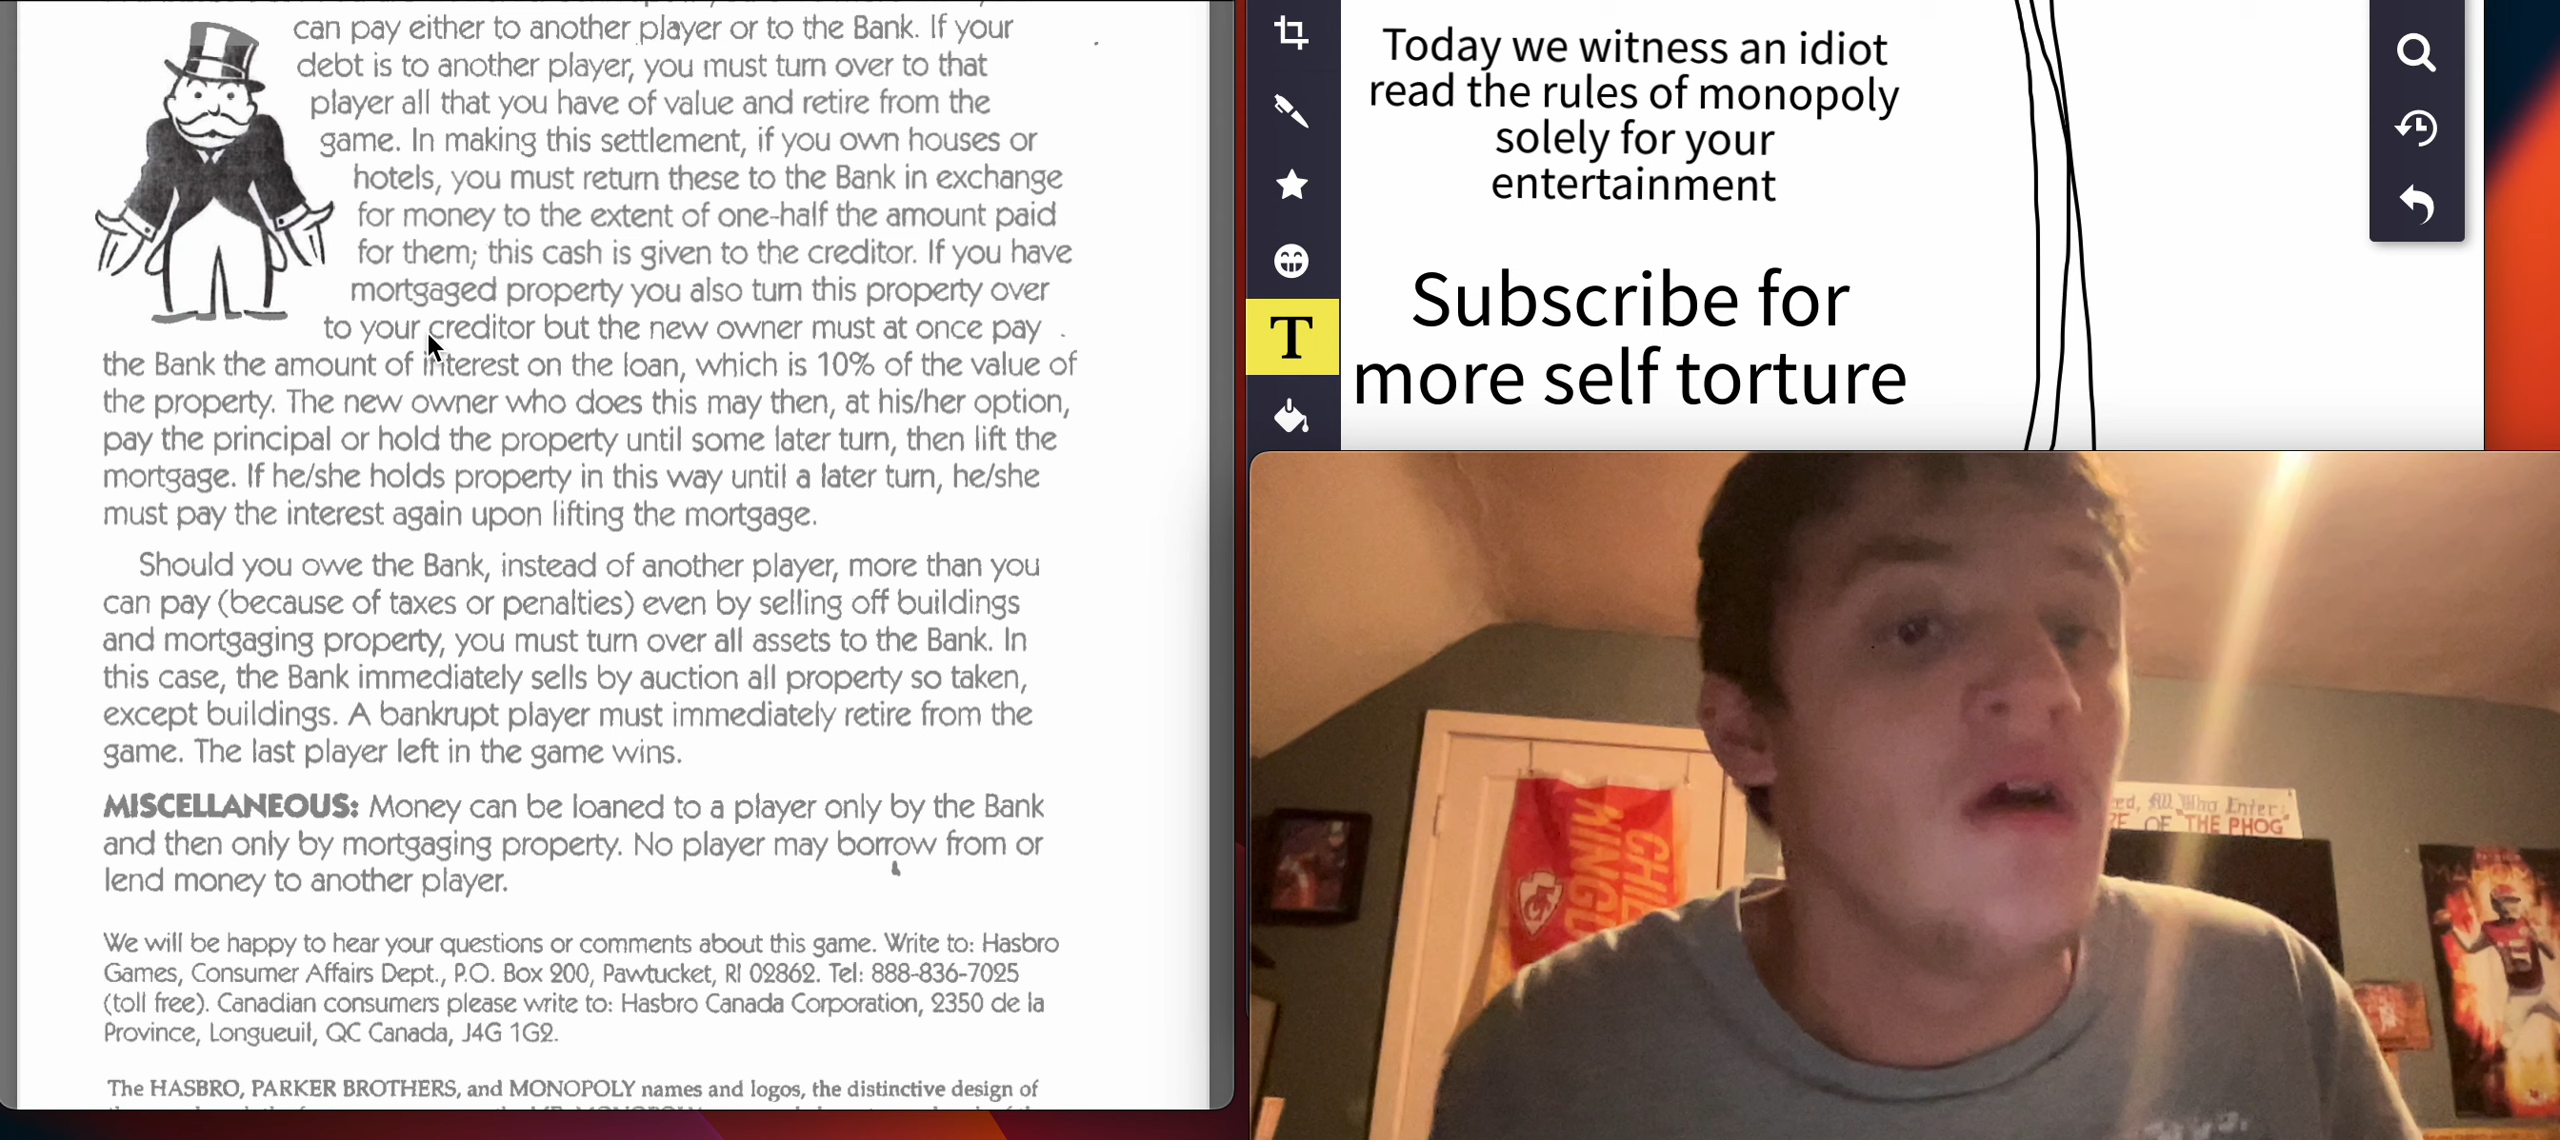 can pay either to another player or to the Bank. If your
debt is to another player, you must turn over to that
player all that you have of value and retire from the
game. In making this settlement, if you own houses or
hotels, you must return these to the Bank in exchange
for money to the extent of one-half the amount paid
for them; this cash is given to the creditor. If you have
mortgaged property you also turn this property over
to your creditor but the new owner must at once pay
the Bank the amount of interest on the loan, which is 10% of the value of
the property. The new owner who does this may then, at his/her option,
pay the principal or hold the property until some later turn, then lift the
mortgage. If he/she holds property in this way until a later turn, he/she
must pay the interest again upon lifting the mortgage.
Should you owe the Bank, instead of another player, more than you
can pay (because of taxes or penalties) even by selling off buildings
and mortgaging property, you must turn over all assets to the Bank. In
this case, the Bank immediately sells by auction all property so taken,
except buildings. A bankrupt player must immediately retire from the
game. The last player left in the game wins.
MISCELLANEOUS: Money can be loaned to a player only by the Bank
and then only by mortgaging property. No player may borrow from or
lend money to another player.
We will be happy to hear your questions or comments about this game. Write to: Hasbro
Games, Consumer Affairs Dept., P.O. Box 200, Pawtucket, RI 02862. Tel: 888-836-7025
(toll free). Canadian consumers please write to: Hasbro Canada Corporation, 2350 de la
Province, Longueuil, QC Canada, J4G 1G2.
The HASBRO, PARKER BROTHERS, and MONOPOLY names and logos, the distinctive design of
Today we witness an idiot
read the rules of monopoly
solely for your
entertainment
Subscribe for
more self torture
T
All Who Enter:
OF "THE PHOG"